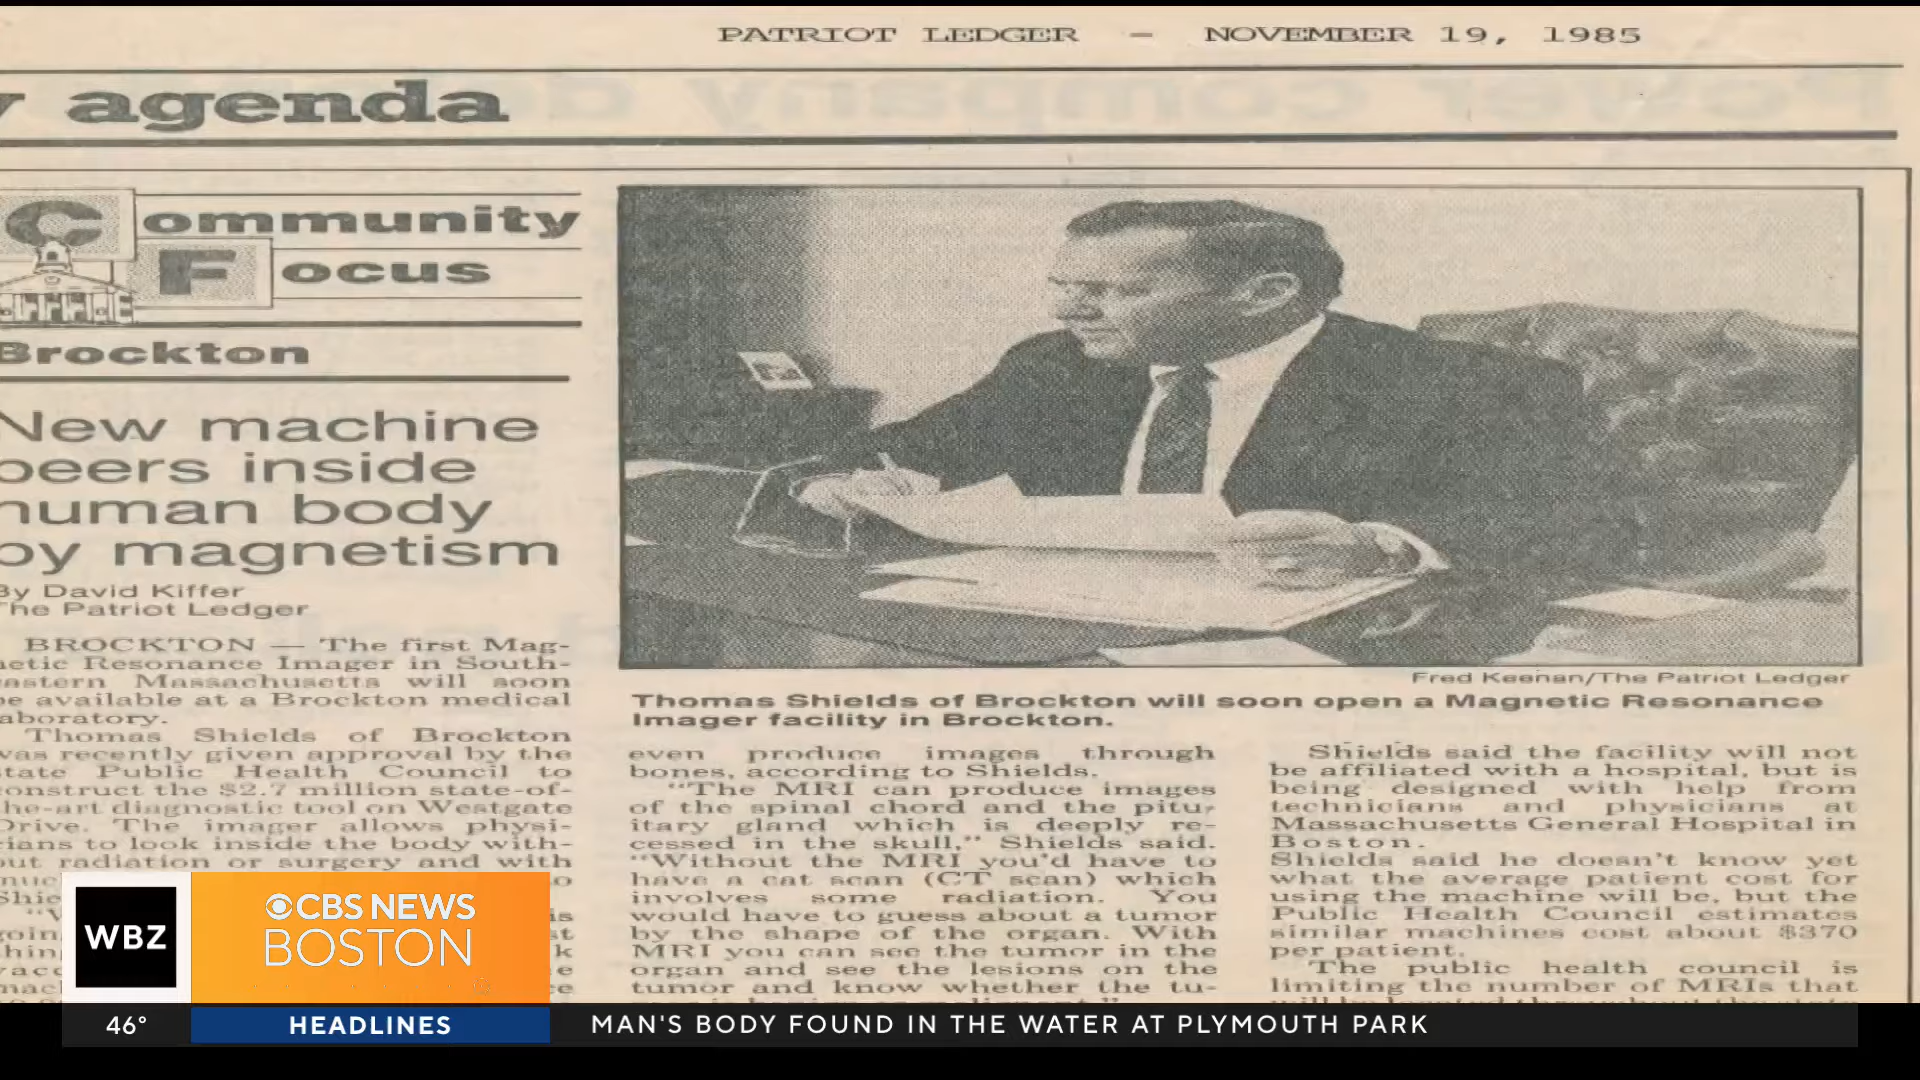 PATRIOT LEDGER — NOVEMBER 19, 1985
agenda
Community
Focus
Brockton
New machine
peers inside
human body
by magnetism
By David Kiffer
The Patriot Ledger
BROCKTON — The first Mag-
netic Resonance Imager in South-
eastern Massachusetts will soon
be available at a Brockton medical
laboratory.
Thomas Shields of Brockton
was recently given approval by the
state Public Health Council to
construct the $2.7 million state-of-
the-art diagnostic tool on Westgate
Drive. The imager allows physi-
cians to look inside the body with-
out radiation or surgery and with
Fred Keenan/The Patriot Ledger
Thomas Shields of Brockton will soon open a Magnetic Resonance
Imager facility in Brockton.
even produce images through
bones, according to Shields.
"The MRI can produce images
of the spinal chord and the pitu-
itary gland which is deeply re-
cessed in the skull," Shields said.
"Without the MRI you'd have to
have a cat scan (CT scan) which
involves some radiation. You
would have to guess about a tumor
by the shape of the organ. With
MRI you can see the tumor in the
organ and see the lesions on the
tumor and know whether the tu-
Shields said the facility will not
be affiliated with a hospital, but is
being designed with help from
technicians and physicians at
Massachusetts General Hospital in
Boston.
Shields said he doesn't know yet
what the average patient cost for
using the machine will be, but the
Public Health Council estimates
similar machines cost about $370
per patient.
The public health council is
limiting the number of MRIs that
WBZ
CBS NEWS
BOSTON
46°
HEADLINES
MAN'S BODY FOUND IN THE WATER AT PLYMOUTH PARK